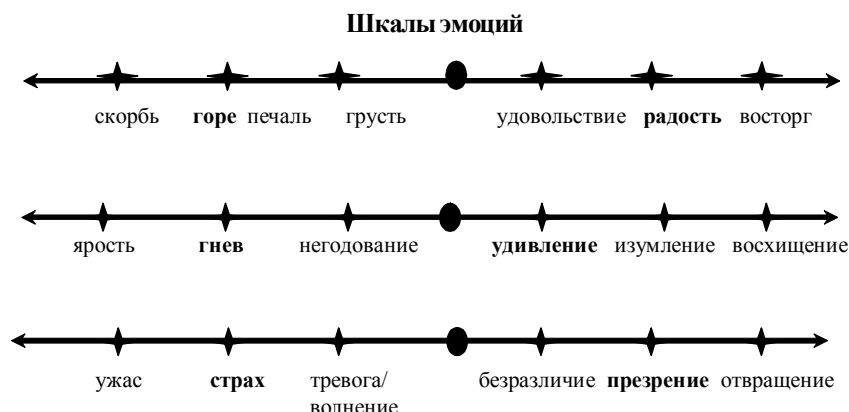 Шкалы эмоций
скорбь горе печаль грусть удовольствие радость восторг
ярость гнев негодование удивление изумление восхищение
ужас страх тревога/ безразличие презрение отвращение
волнение